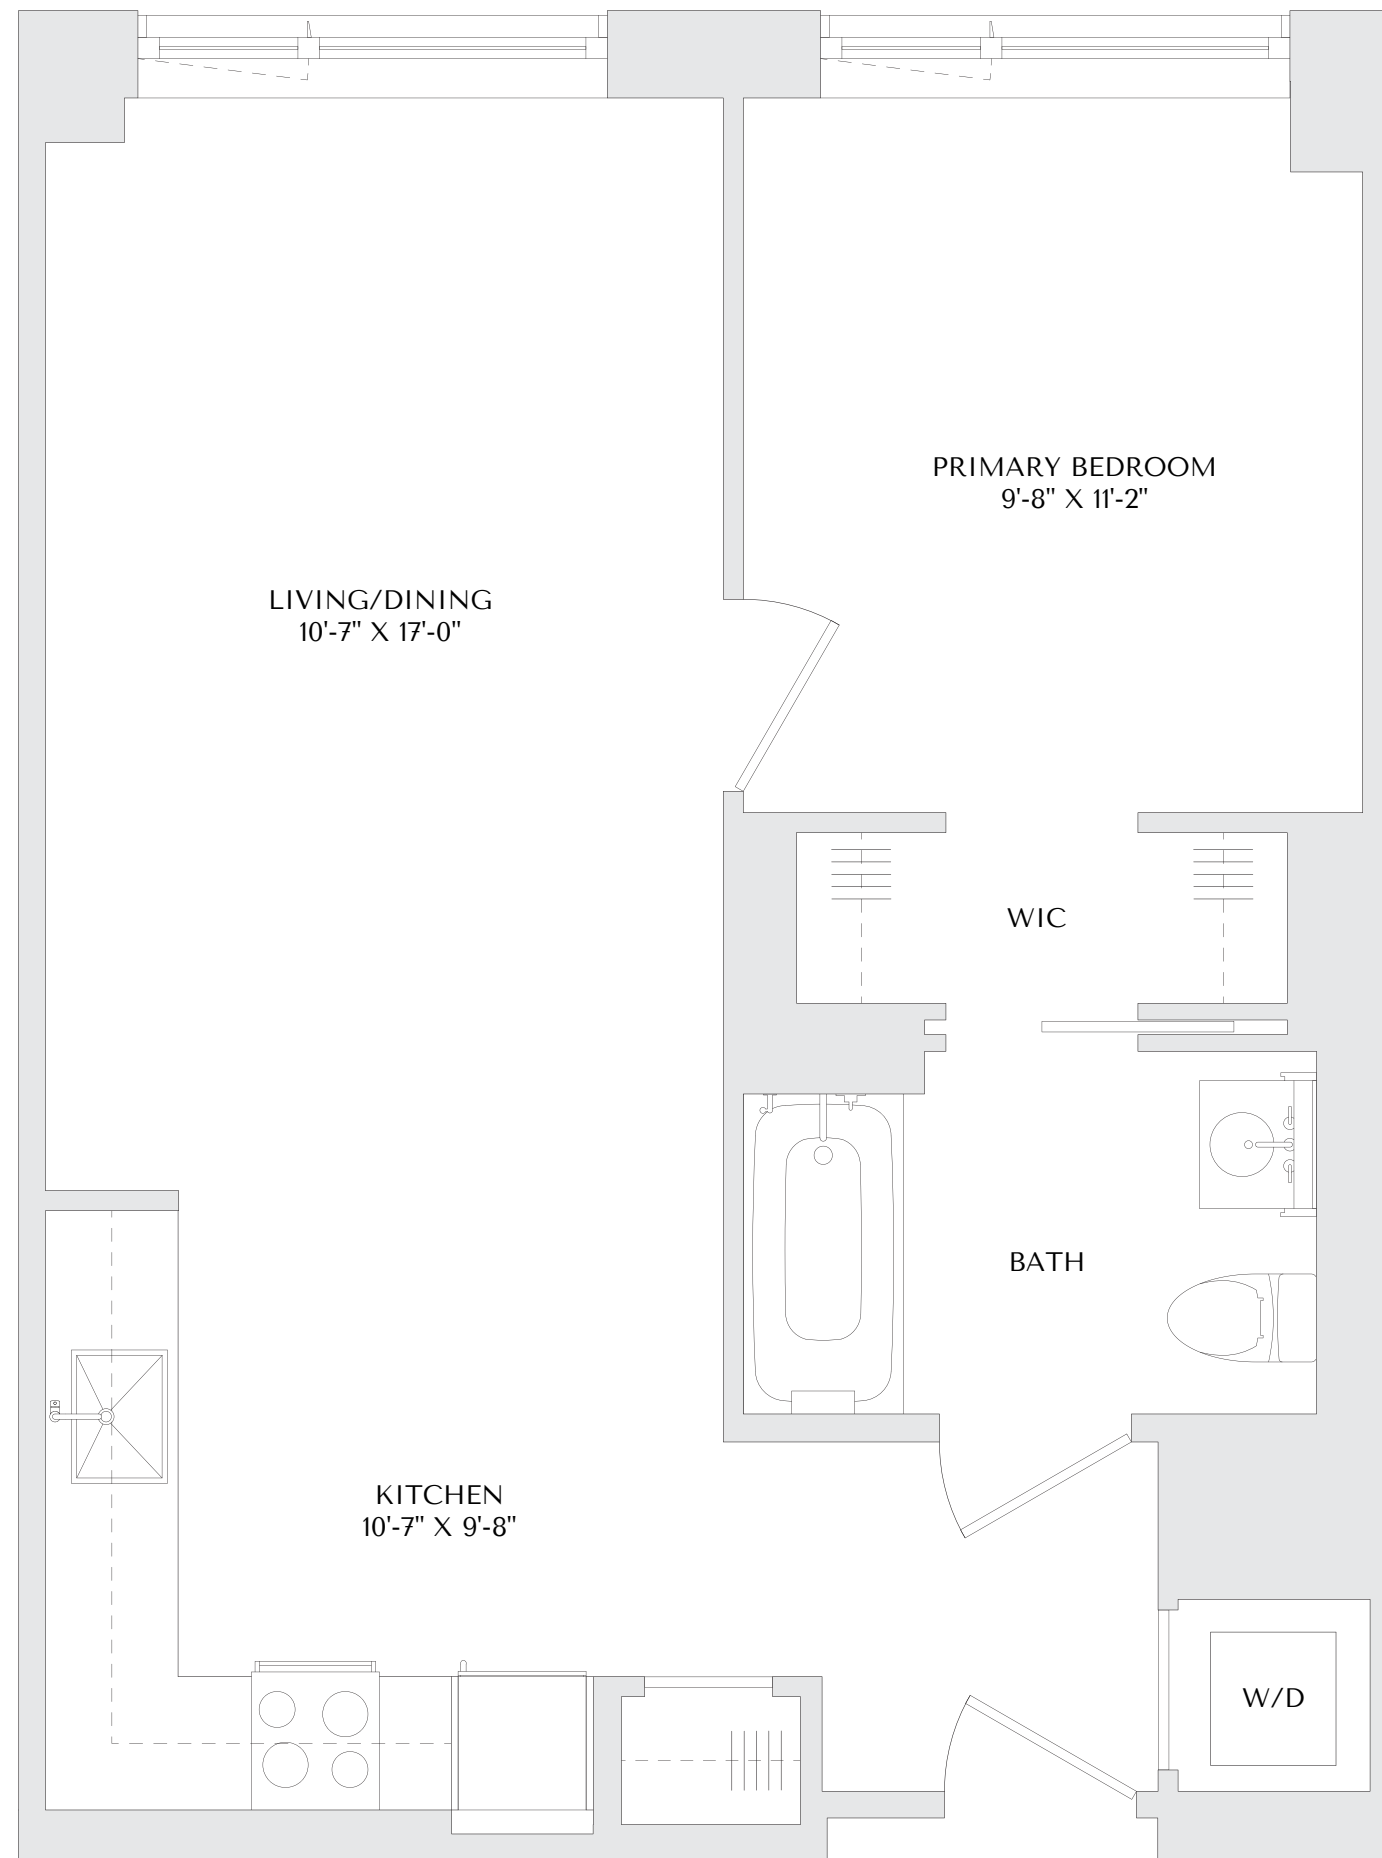 PRIMARY BEDROOM
9'-8" X 11'-2"
LIVING/DINING
10'-7" X 17'-0"
WIC
BATH
KITCHEN
10'-7" X 9'-8"
W/D